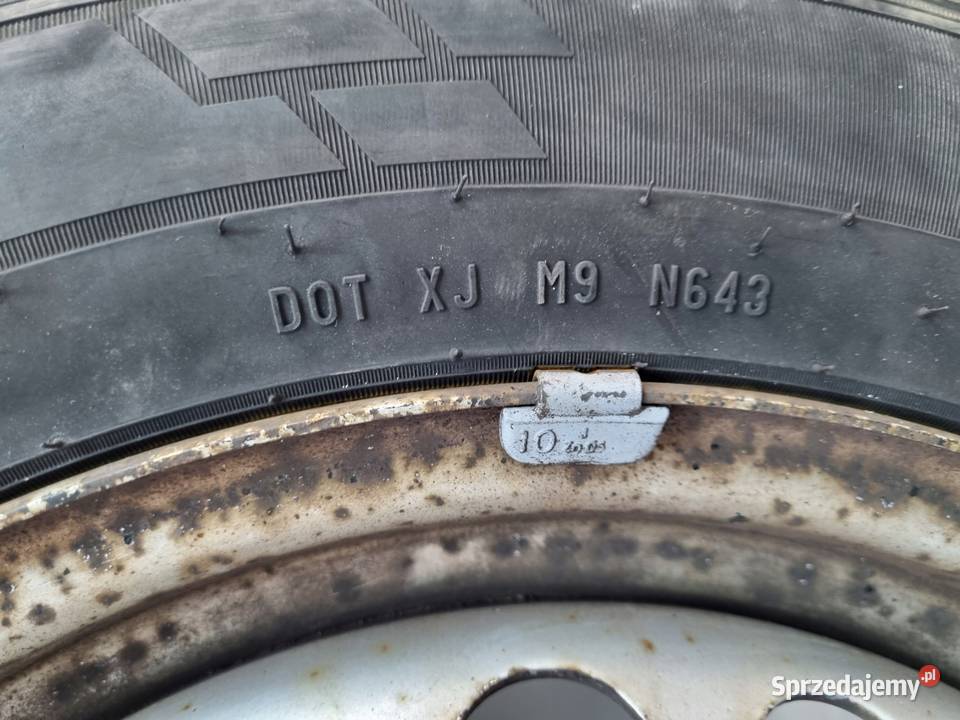 DOT XJ M9 N643
10
Sprzedajemy.pl